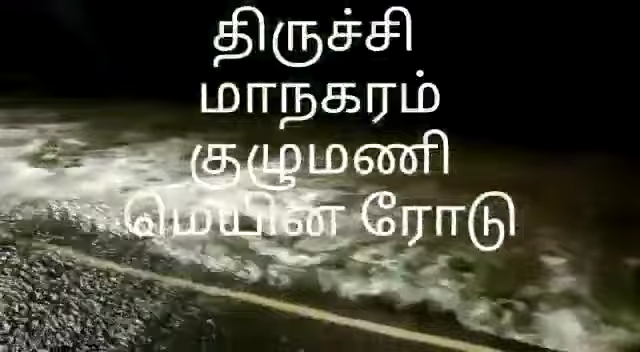 திருச்சி
மாநகரம்
குழுமணி
மெயின் ரோடு